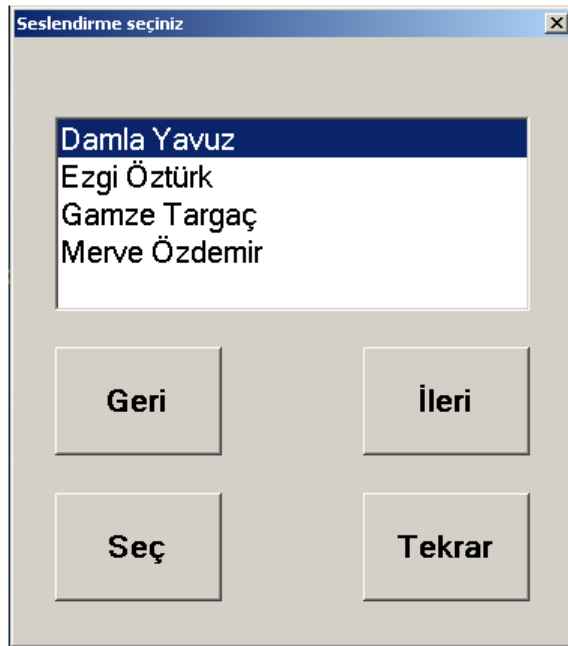 Seslendirme seçiniz
Damla Yavuz
Ezgi Öztürk
Gamze Targaç
Merve Özdemir
Geri
İleri
Seç
Tekrar